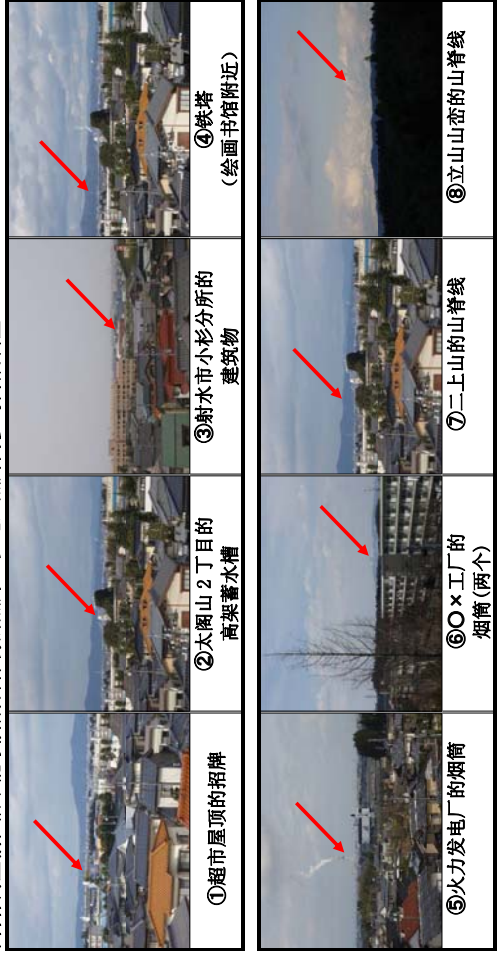 ①超市屋顶的招牌
②太阁山2丁目的
高架蓄水槽
③射水市小杉分所的
建筑物
④铁塔
（绘画书馆附近）
⑤火力发电厂的烟筒
⑥〇×工厂的
烟筒(两个)
⑦二上山的山脊线
⑧立山山峦的山脊线